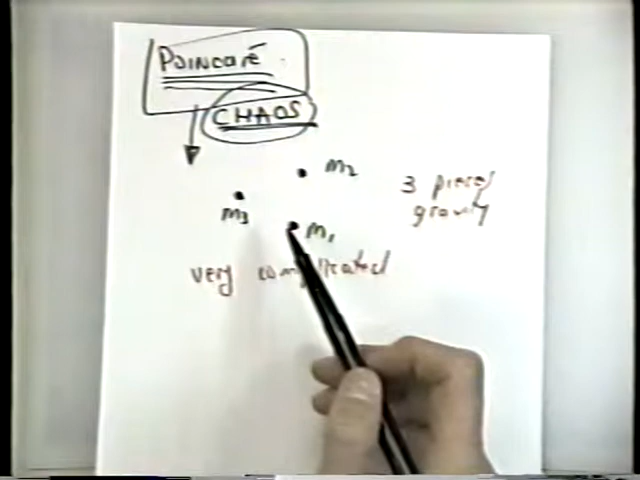 POINCARÉ
CHAOS
m2
3 pieces
gravity
m3
m1
very complicated